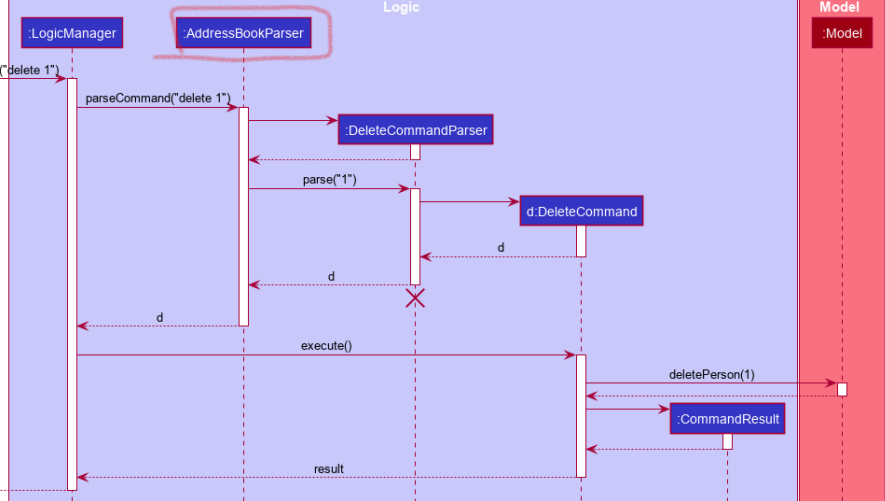 Logic
Model
:LogicManager
:AddressBookParser
:Model
("delete 1")
parseCommand("delete 1")
:DeleteCommandParser
parse("1")
d:DeleteCommand
d
d
d
execute()
deletePerson(1)
:CommandResult
result